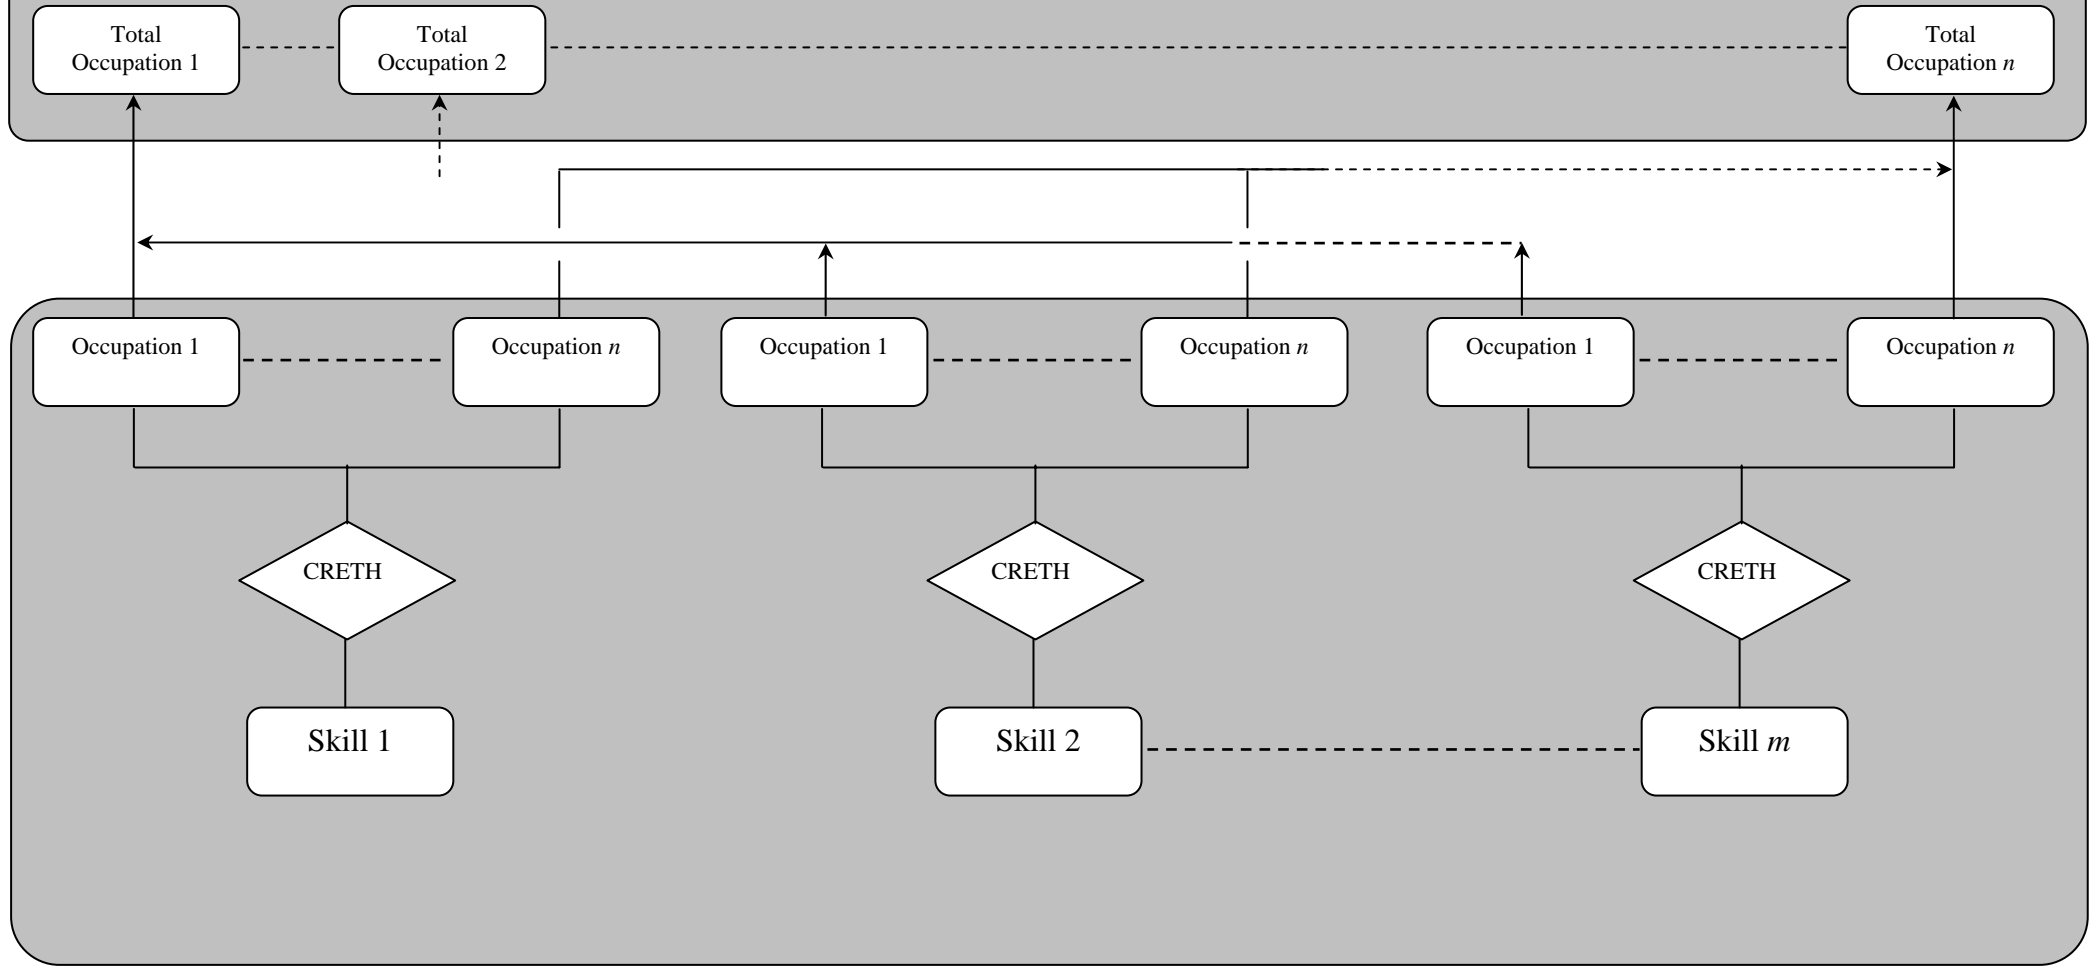 Total
Occupation 1
Total
Occupation 2
Total
Occupation n
Occupation 1
Occupation n
Occupation 1
Occupation n
Occupation 1
Occupation n
CRETH
CRETH
CRETH
Skill 1
Skill 2
Skill m